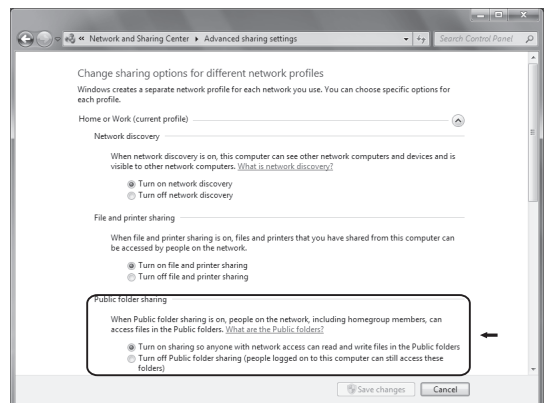 « Network and Sharing Center ▸ Advanced sharing settings
Search Control Panel
Change sharing options for different network profiles
Windows creates a separate network profile for each network you use. You can choose specific options for
each profile.
Home or Work (current profile)
Network discovery
When network discovery is on, this computer can see other network computers and devices and is
visible to other network computers. What is network discovery?
Turn on network discovery
Turn off network discovery
File and printer sharing
When file and printer sharing is on, files and printers that you have shared from this computer can
be accessed by people on the network.
Turn on file and printer sharing
Turn off file and printer sharing
Public folder sharing
When Public folder sharing is on, people on the network, including homegroup members, can
access files in the Public folders. What are the Public folders?
Turn on sharing so anyone with network access can read and write files in the Public folders
Turn off Public folder sharing (people logged on to this computer can still access these
folders)
Save changes
Cancel